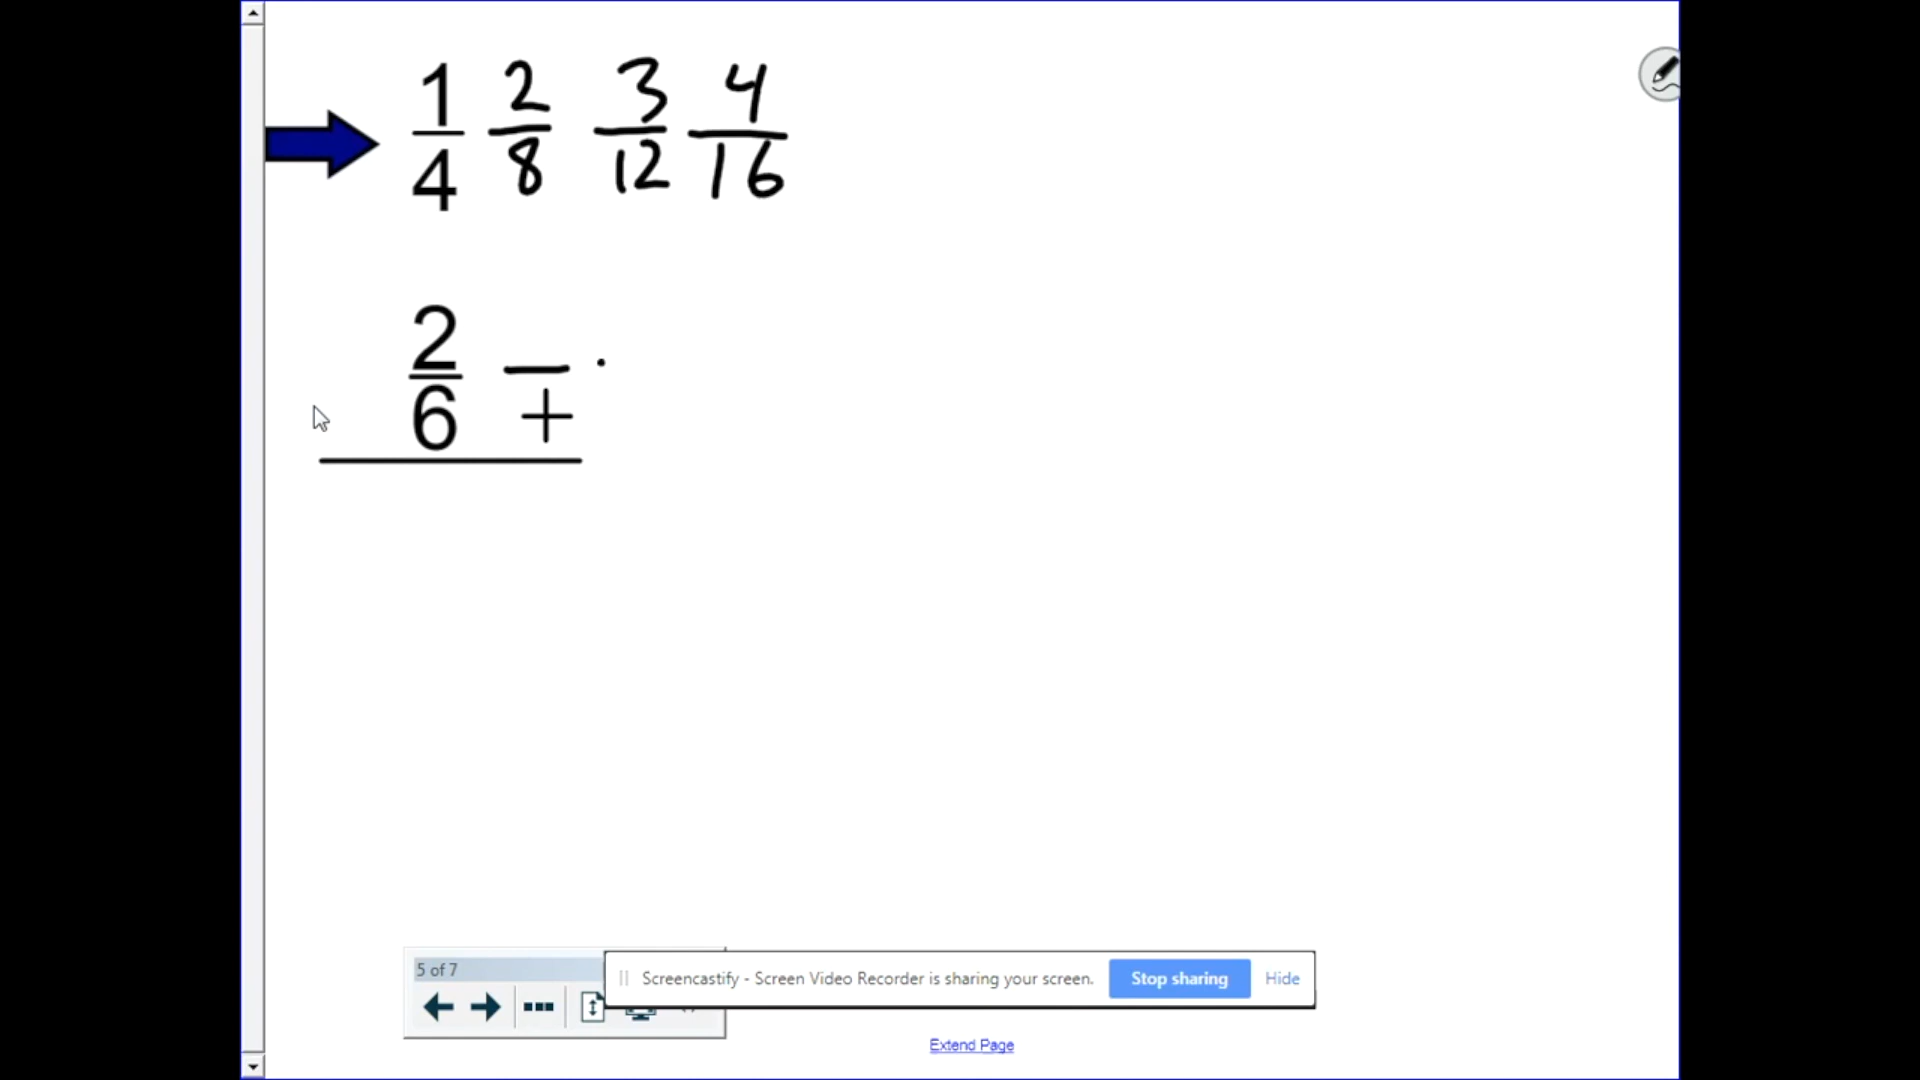 1/4 2/8 3/12 4/16
2/6 +
5 of 7
Screencastify - Screen Video Recorder is sharing your screen. Stop sharing Hide
Extend Page